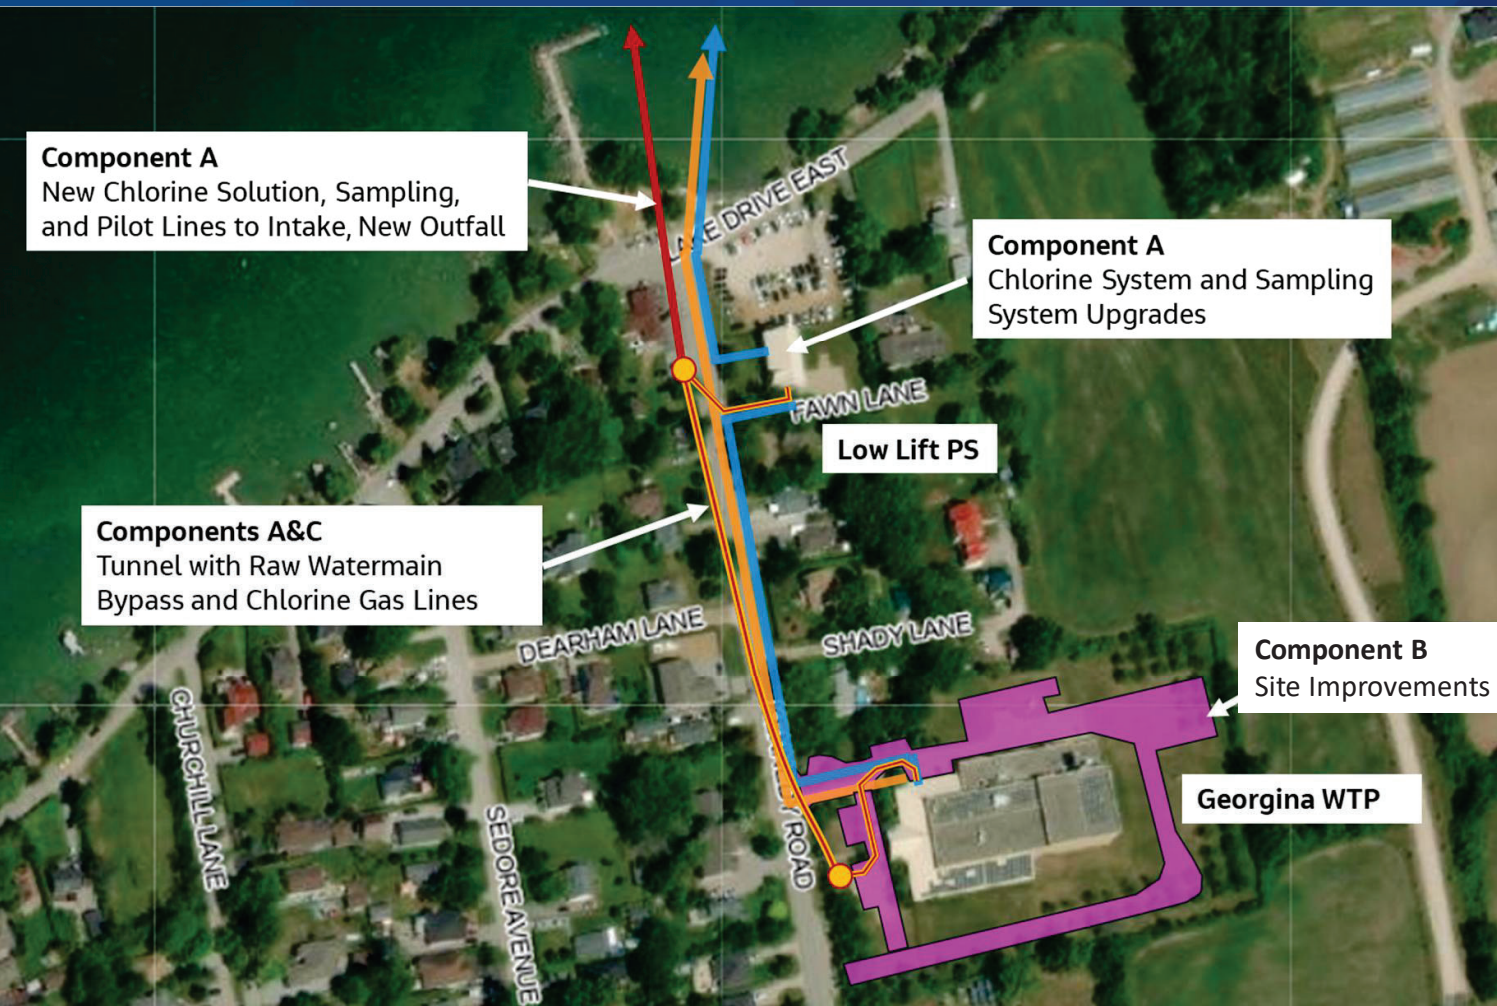 Component A
New Chlorine Solution, Sampling,
and Pilot Lines to Intake, New Outfall
LAKE DRIVE EAST
Component A
Chlorine System and Sampling
System Upgrades
FAWN LANE
Low Lift PS
Components A&C
Tunnel with Raw Watermain
Bypass and Chlorine Gas Lines
DEARHAM LANE
SHADY LANE
Component B
Site Improvements
CHURCHILL LANE
Georgina WTP
SEDORE AVENUE
ROAD